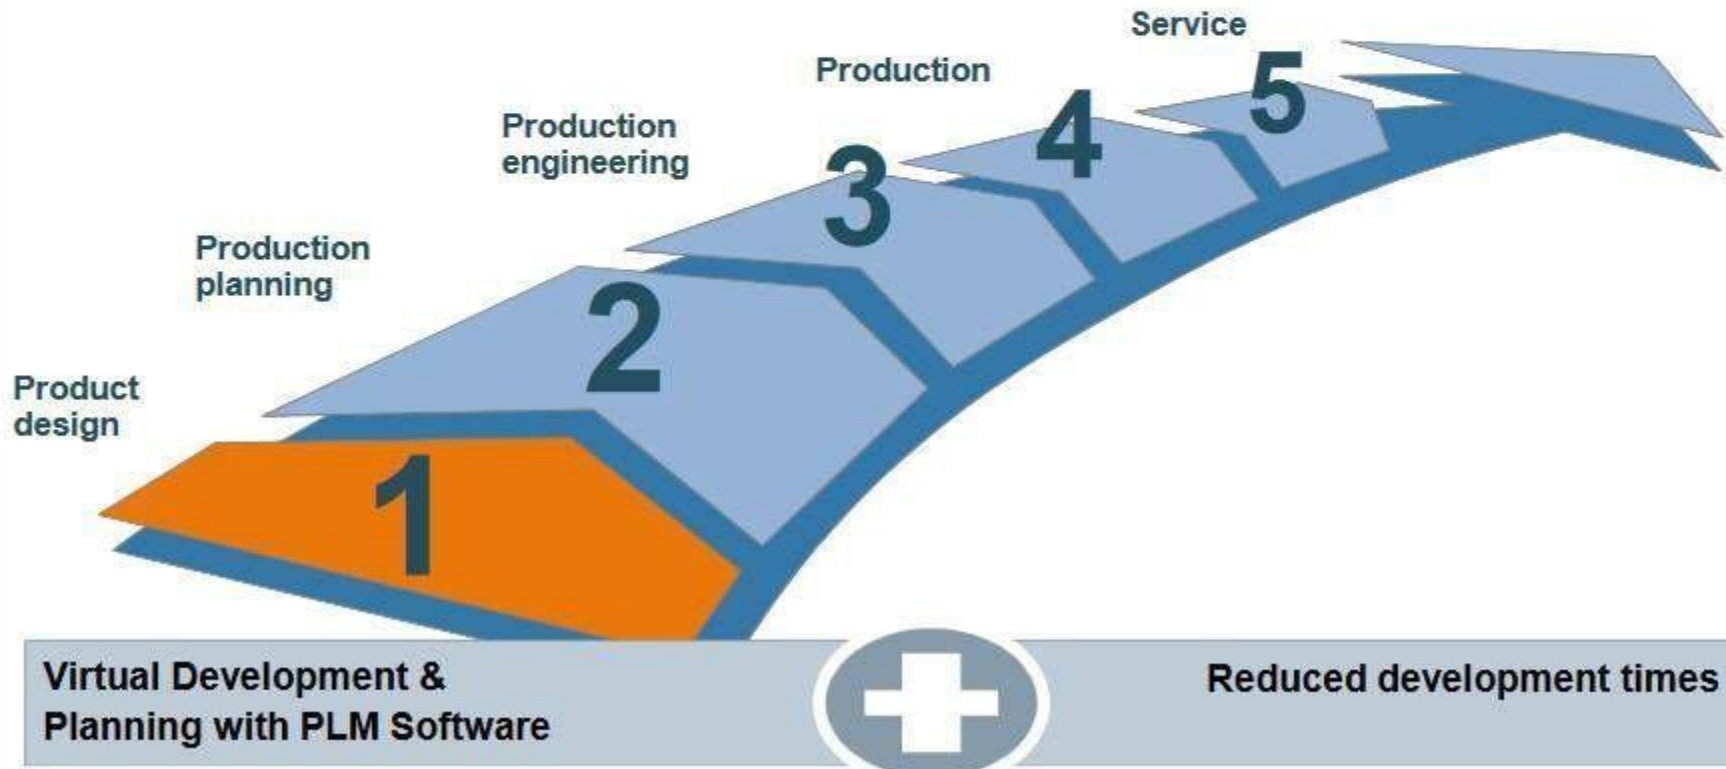 Service
5
Production
4
Production
engineering
3
Production
planning
2
Product
design
1
Virtual Development &
Planning with PLM Software
Reduced development times